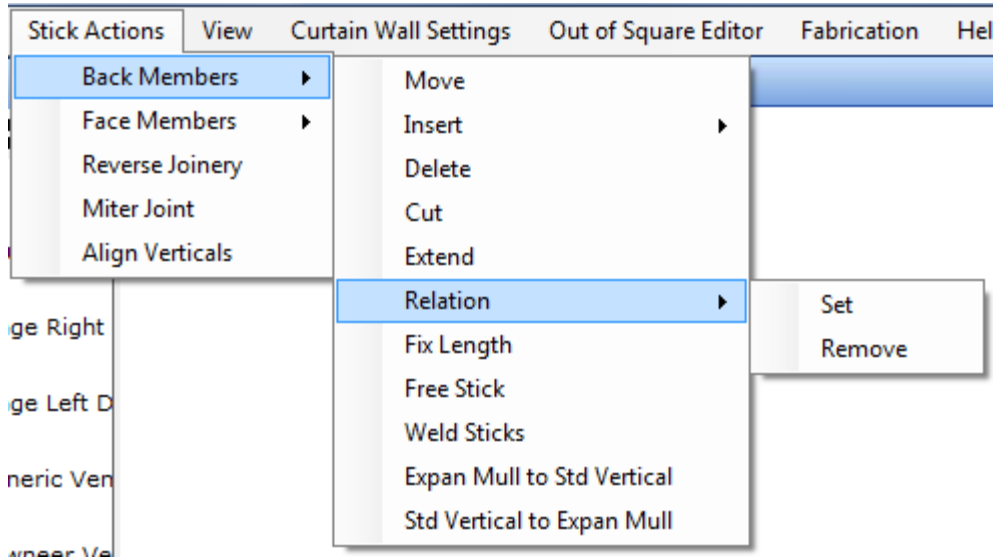 Stick Actions View Curtain Wall Settings Out of Square Editor Fabrication
Back Members
Face Members
Reverse Joinery
Miter Joint
Align Verticals
Move
Insert
Delete
Cut
Extend
Relation
Fix Length
Free Stick
Weld Sticks
Expan Mull to Std Vertical
Std Vertical to Expan Mull
Set
Remove
Right
Left